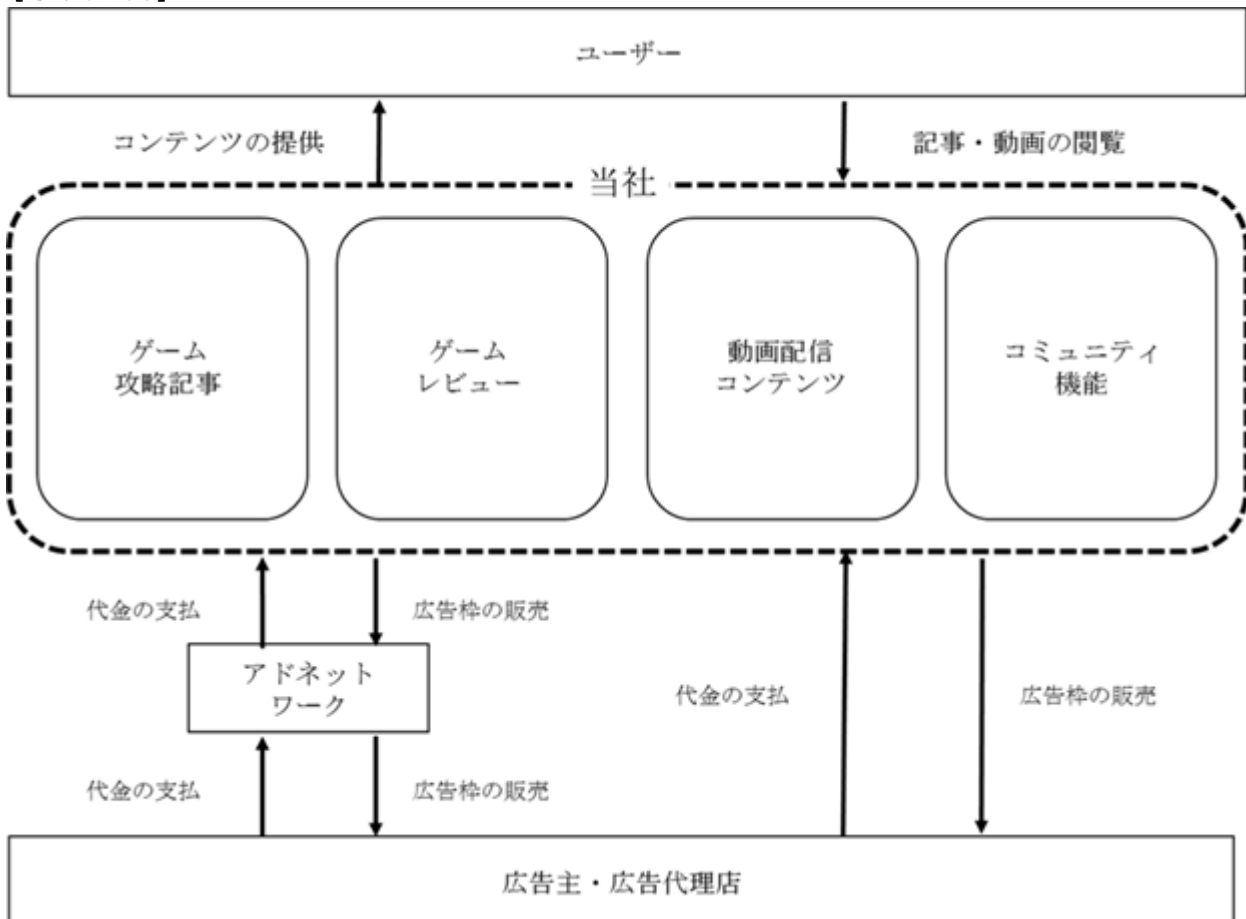 ユーザー
コンテンツの提供
記事・動画の閲覧
当社
ゲーム
攻略記事
ゲーム
レビュー
動画配信
コンテンツ
コミュニティ
機能
代金の支払
広告枠の販売
アドネット
ワーク
代金の支払
広告枠の販売
代金の支払
広告枠の販売
広告主・広告代理店